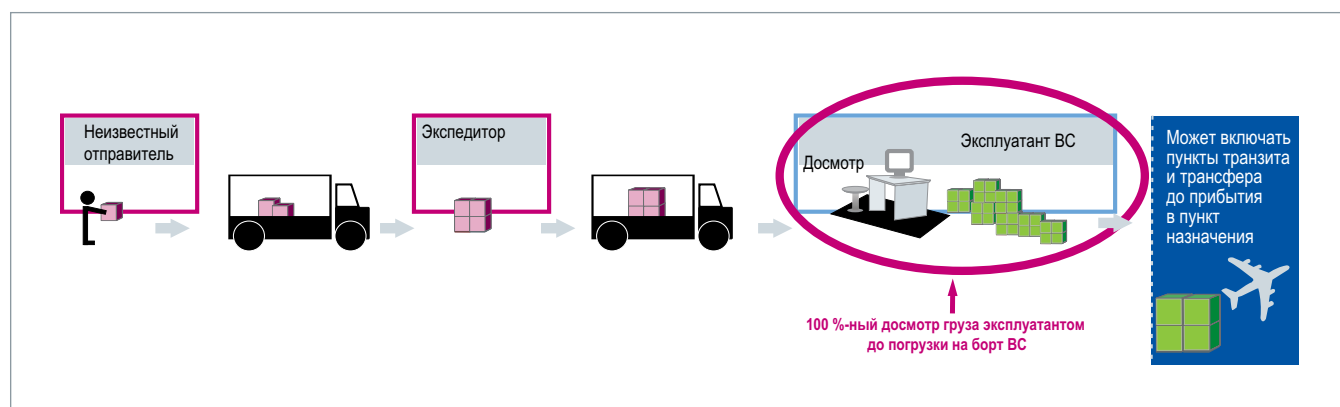 Неизвестный
отправитель
Экспедитор
Эксплуатант ВС
Досмотр
Может включать
пункты транзита
и трансфера
до прибытия
в пункт
назначения
100 %-ный досмотр груза эксплуатантом
до погрузки на борт ВС